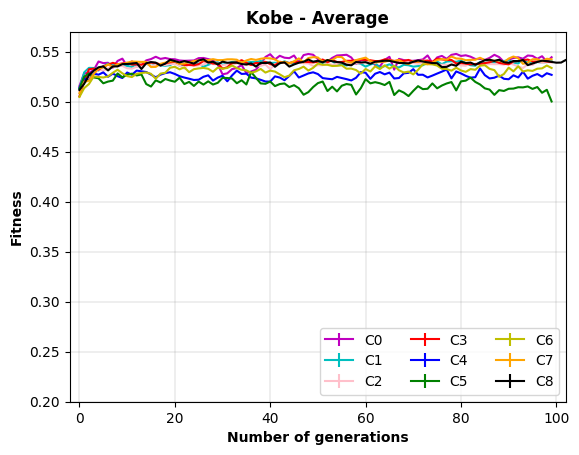 Kobe - Average
Fitness
0.55
0.50
0.45
0.40
0.35
0.30
0.25
0.20
C0 C3 C6
C1 C4 C7
C2 C5 C8
0 20 40 60 80 100
Number of generations